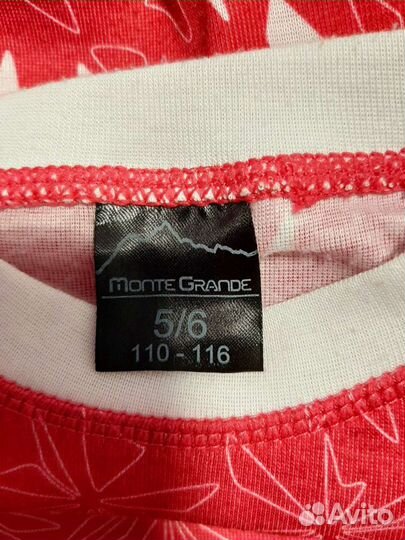 MONTE GRANDE
5/6
110 - 116
Avito